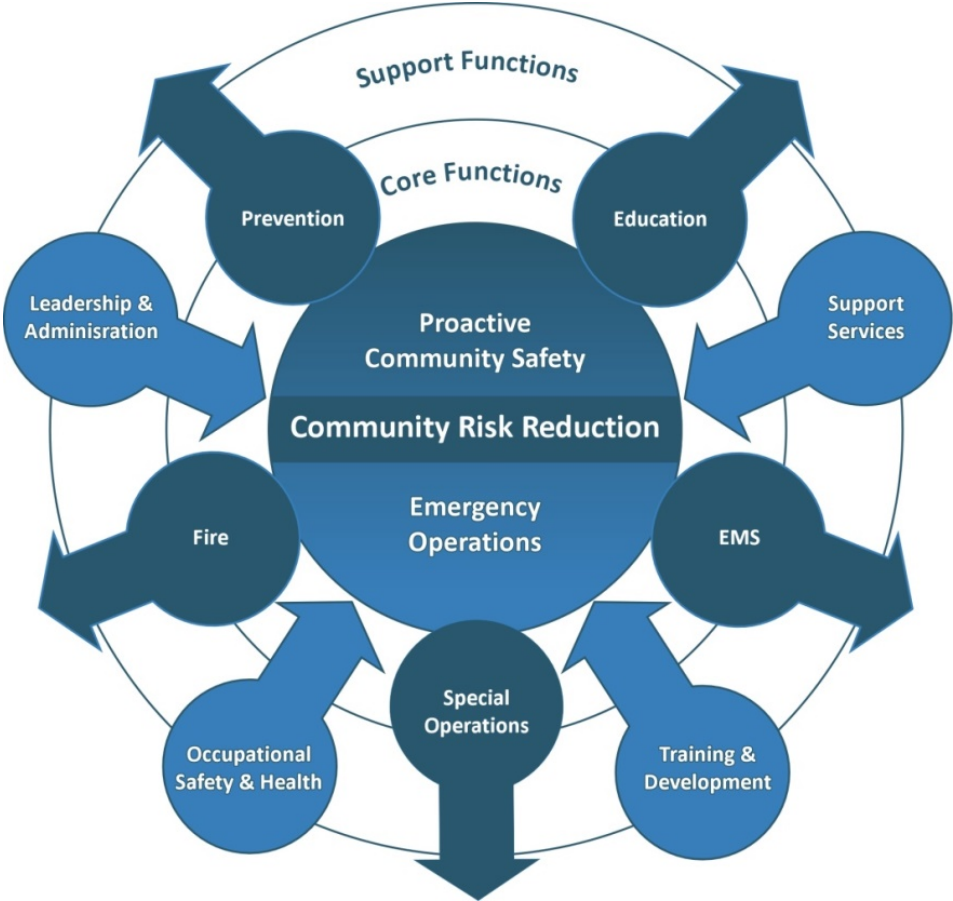 Support Functions
Core Functions
Prevention
Education
Leadership &
Adminisration
Support
Services
Proactive
Community Safety
Community Risk Reduction
Emergency
Operations
Fire
EMS
Special
Operations
Occupational
Safety & Health
Training &
Development